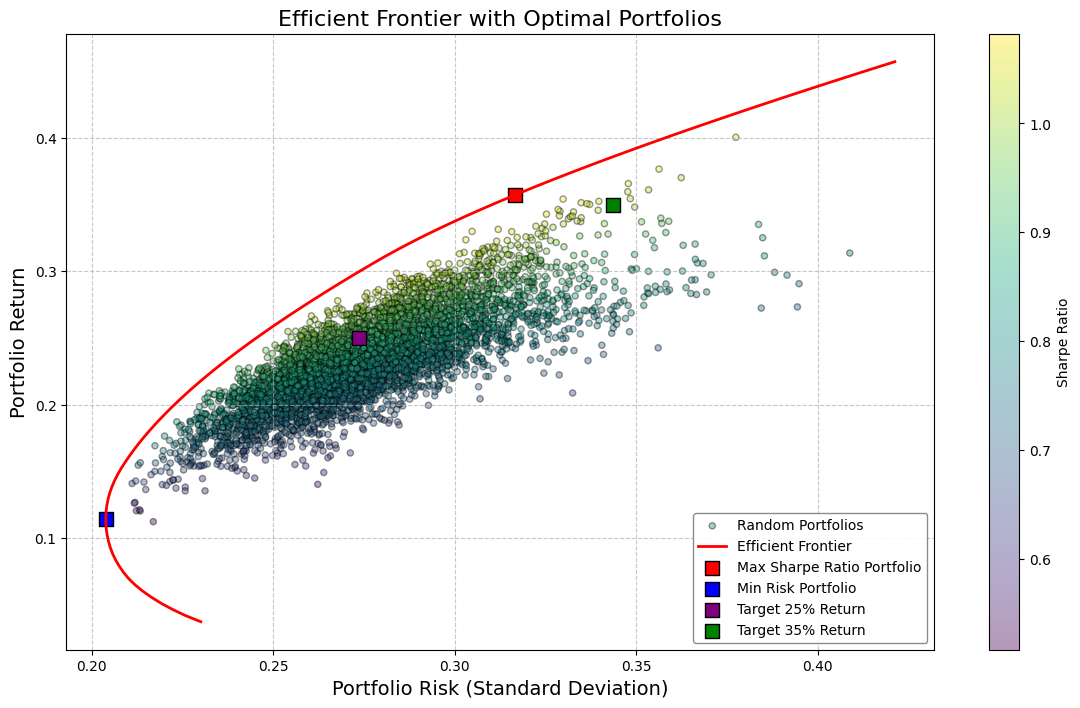 Efficient Frontier with Optimal Portfolios
Portfolio Return
0.4
0.3
0.2
0.1
0.20
0.25
0.30
0.35
0.40
Portfolio Risk (Standard Deviation)
Random Portfolios
Efficient Frontier
Max Sharpe Ratio Portfolio
Min Risk Portfolio
Target 25% Return
Target 35% Return
1.0
0.9
0.8
0.7
0.6
Sharpe Ratio